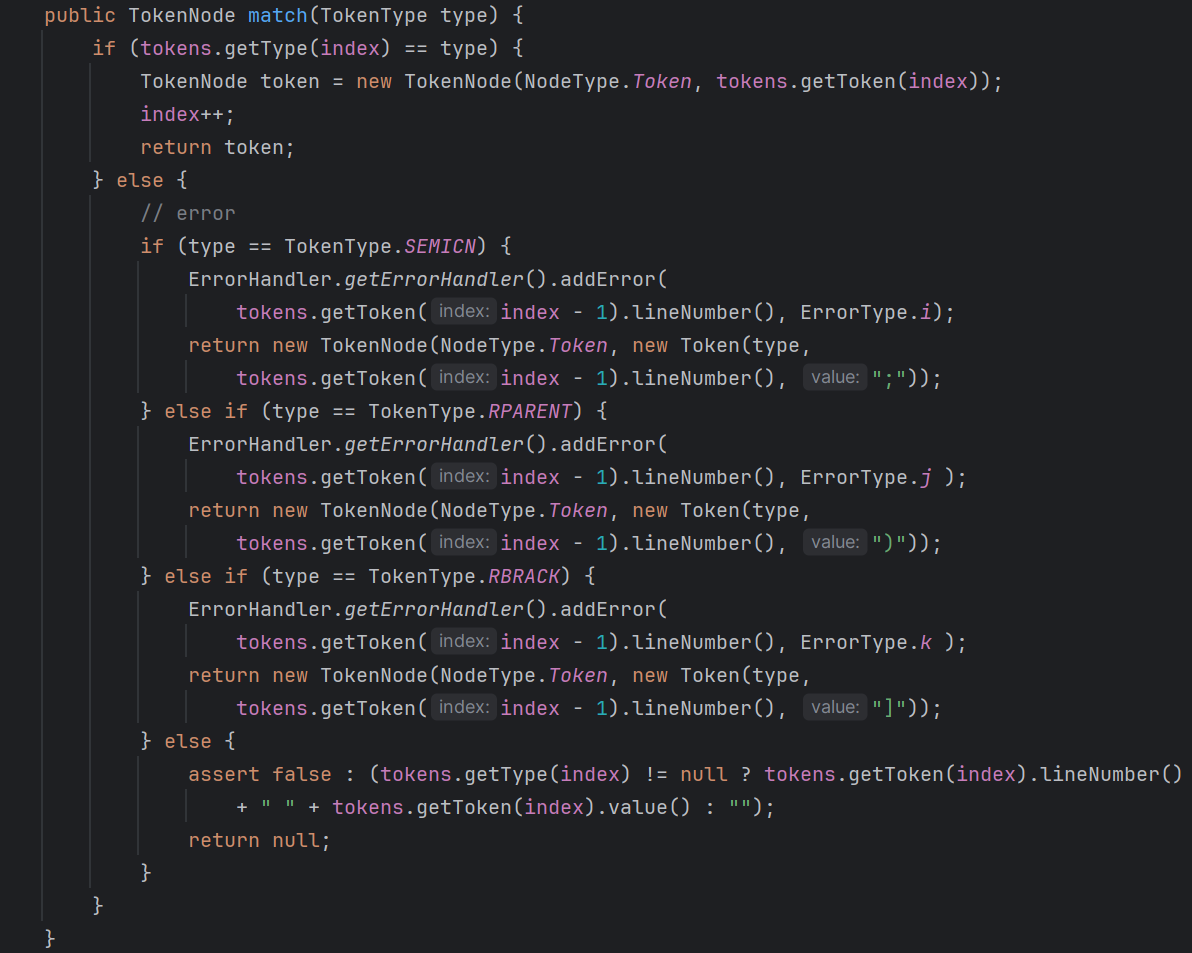 public TokenNode match(TokenType type) {
    if (tokens.getType(index) == type) {
        TokenNode token = new TokenNode(NodeType.Token, tokens.getToken(index));
        index++;
        return token;
    } else {
        // error
        if (type == TokenType.SEMICN) {
            ErrorHandler.getErrorHandler().addError(
                tokens.getToken( index: index - 1).lineNumber(), ErrorType.i);
            return new TokenNode(NodeType.Token, new Token(type,
                tokens.getToken( index: index - 1).lineNumber(), value: ";"));
        } else if (type == TokenType.RPARENT) {
            ErrorHandler.getErrorHandler().addError(
                tokens.getToken( index: index - 1).lineNumber(), ErrorType.j );
            return new TokenNode(NodeType.Token, new Token(type,
                tokens.getToken( index: index - 1).lineNumber(), value: ")"));
        } else if (type == TokenType.RBRACK) {
            ErrorHandler.getErrorHandler().addError(
                tokens.getToken( index: index - 1).lineNumber(), ErrorType.k );
            return new TokenNode(NodeType.Token, new Token(type,
                tokens.getToken( index: index - 1).lineNumber(), value: "]"));
        } else {
            assert false : (tokens.getType(index) != null ? tokens.getToken(index).lineNumber()
                + " " + tokens.getToken(index).value() : "");
            return null;
        }
    }
}